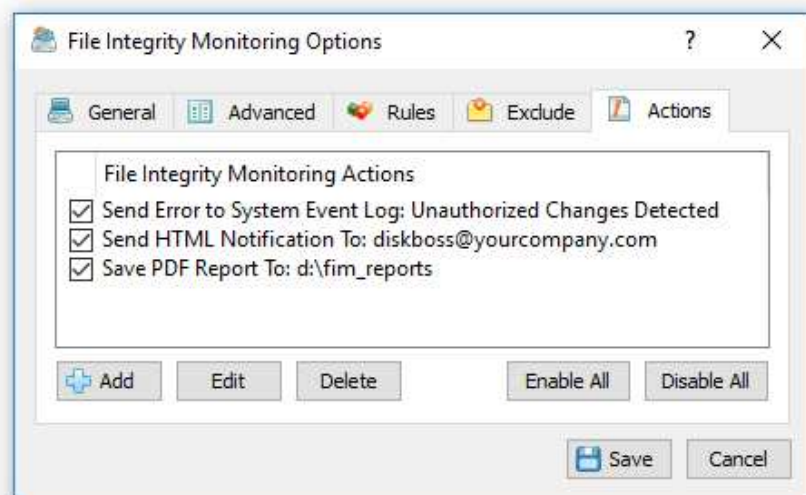 File Integrity Monitoring Options
?
General Advanced Rules Exclude Actions
File Integrity Monitoring Actions
Send Error to System Event Log: Unauthorized Changes Detected
Send HTML Notification To: diskboss@yourcompany.com
Save PDF Report To: d:\fim_reports
Add Edit Delete Enable All Disable All
Save Cancel